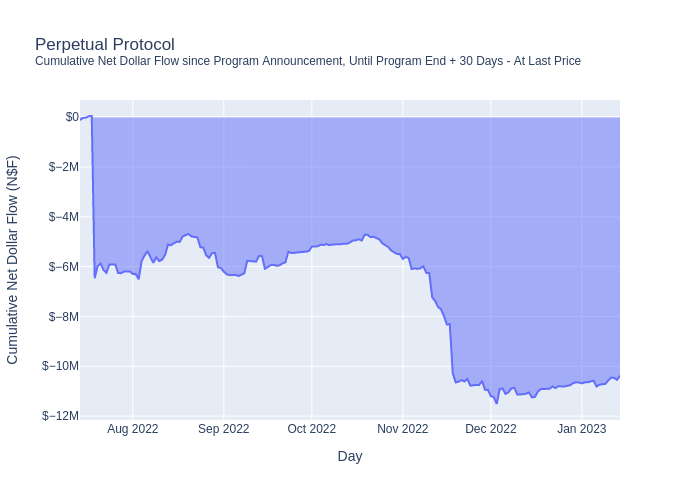 Perpetual Protocol
Cumulative Net Dollar Flow since Program Announcement, Until Program End + 30 Days - At Last Price
Cumulative Net Dollar Flow (N$F)
$0
$−2M
$−4M
$−6M
$−8M
$−10M
$−12M
Aug 2022 Sep 2022 Oct 2022 Nov 2022 Dec 2022 Jan 2023
Day